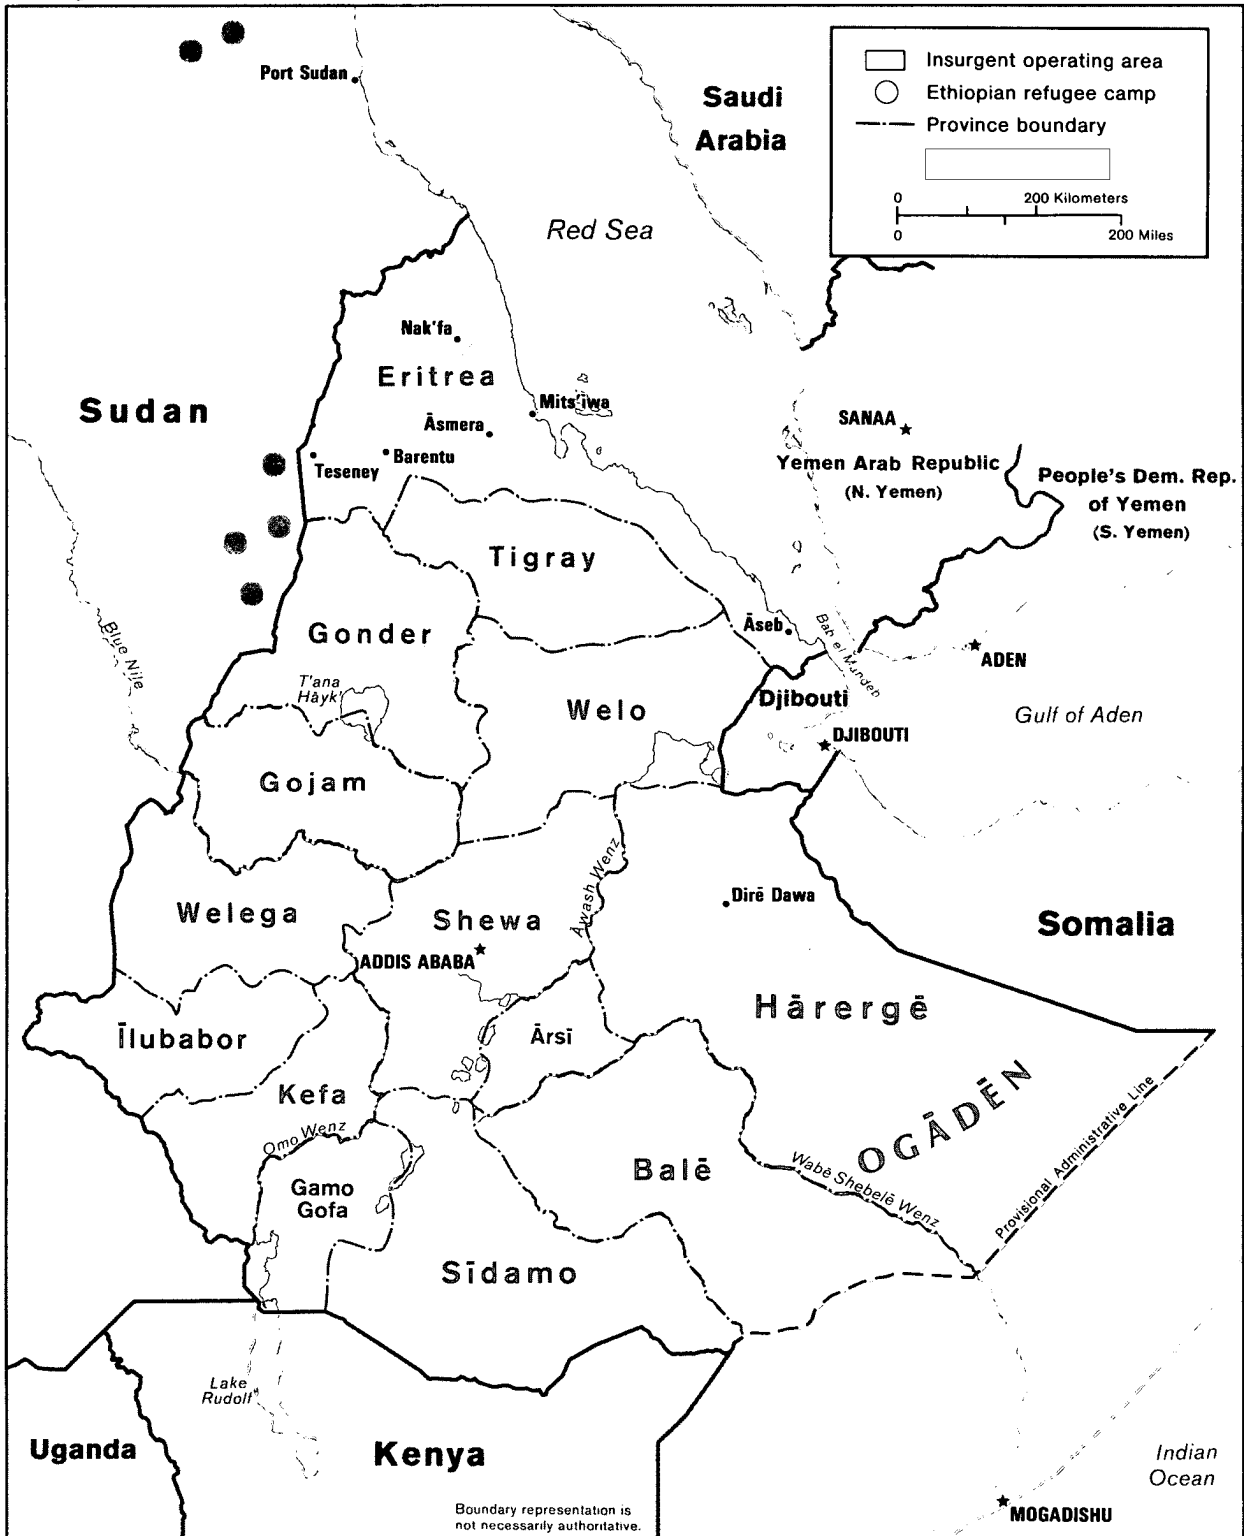 Port Sudan
Saudi
Arabia
Insurgent operating area
Ethiopian refugee camp
Province boundary
0 200 Kilometers
0 200 Miles
Red Sea
Nak'fa
Eritrea
Sudan
Mits'iwa
Āsmera
SANAA
Barentu
Teseney
Yemen Arab Republic
(N. Yemen)
People's Dem. Rep.
of Yemen
(S. Yemen)
Tigray
Gonder
Āseb
Bab el Mandeb
ADEN
Blue Nile
T'ana
Hāyk'
Djibouti
Welo
Gulf of Aden
DJIBOUTI
Gojam
Āwash Wenz
Dirē Dawa
Welega
Shewa
Somalia
ADDIS ABABA
Hārergē
Īlubabor
Ārsī
Kefa
OGĀDĒN
Provisional Administrative Line
Omo Wenz
Balē
Wabē Shebelē Wenz
Gamo
Gofa
Sīdamo
Lake
Rudolf
Uganda
Kenya
Indian
Ocean
Boundary representation is
not necessarily authoritative.
MOGADISHU